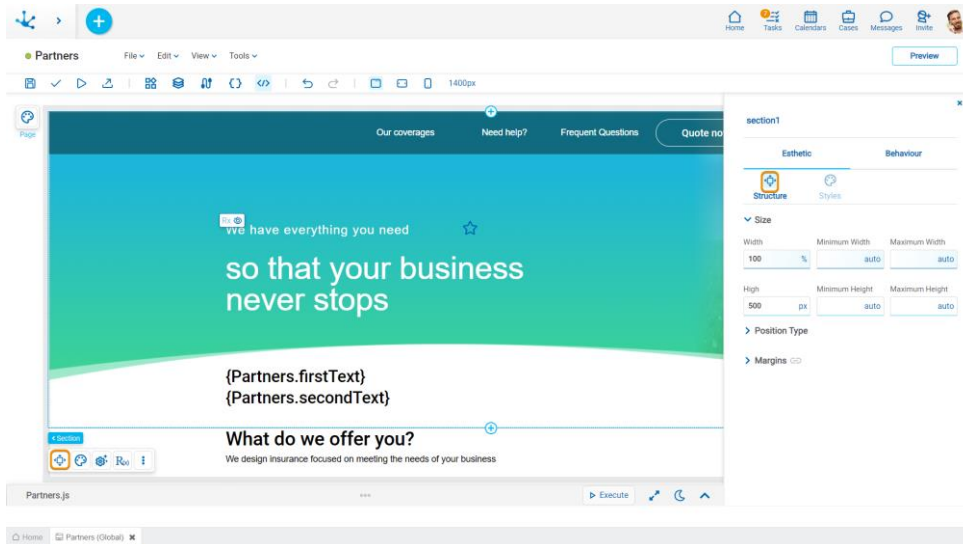 Home Tasks Calendars Cases Messages Invite
Partners File Edit View Tools Preview
1400px
Page
Our coverages Need help? Frequent Questions Quote no
section1
Esthetic Behaviour
Structure Styles
Size
Width Minimum Width Maximum Width
100 % auto auto
High Minimum Height Maximum Height
500 px auto auto
Position Type
Margins
Rx
We have everything you need
so that your business
never stops
{Partners.firstText}
{Partners.secondText}
Section
What do we offer you?
We design insurance focused on meeting the needs of your business
Partners.js Execute
Home Partners (Global)